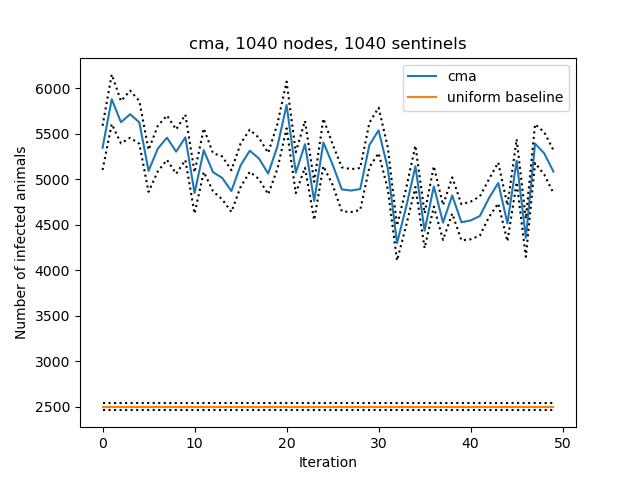 cma, 1040 nodes, 1040 sentinels
cma
uniform baseline
Number of infected animals
6000
5500
5000
4500
4000
3500
3000
2500
0 10 20 30 40 50
Iteration